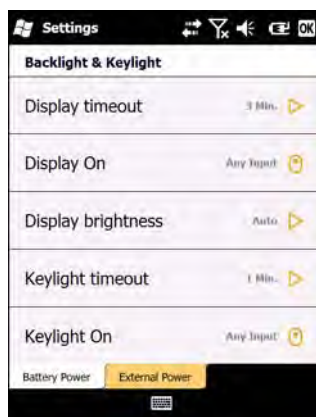 Settings
OK
Backlight & Keylight
Display timeout 3 Min.
Display On Any Input
Display brightness Auto
Keylight timeout 1 Min.
Keylight On Any Input
Battery Power External Power